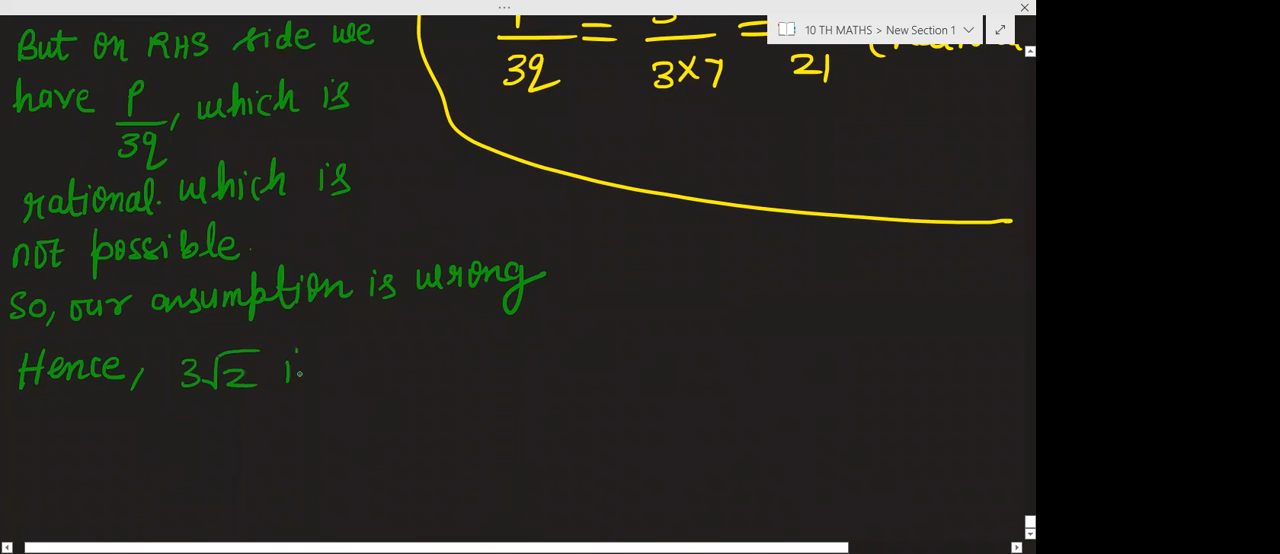 But on RHS side we
have p/3q, which is
rational. which is
not possible.
So, our assumption is wrong
Hence, 3√2 i
/3q = /3×7 = 21
10 TH MATHS > New Section 1